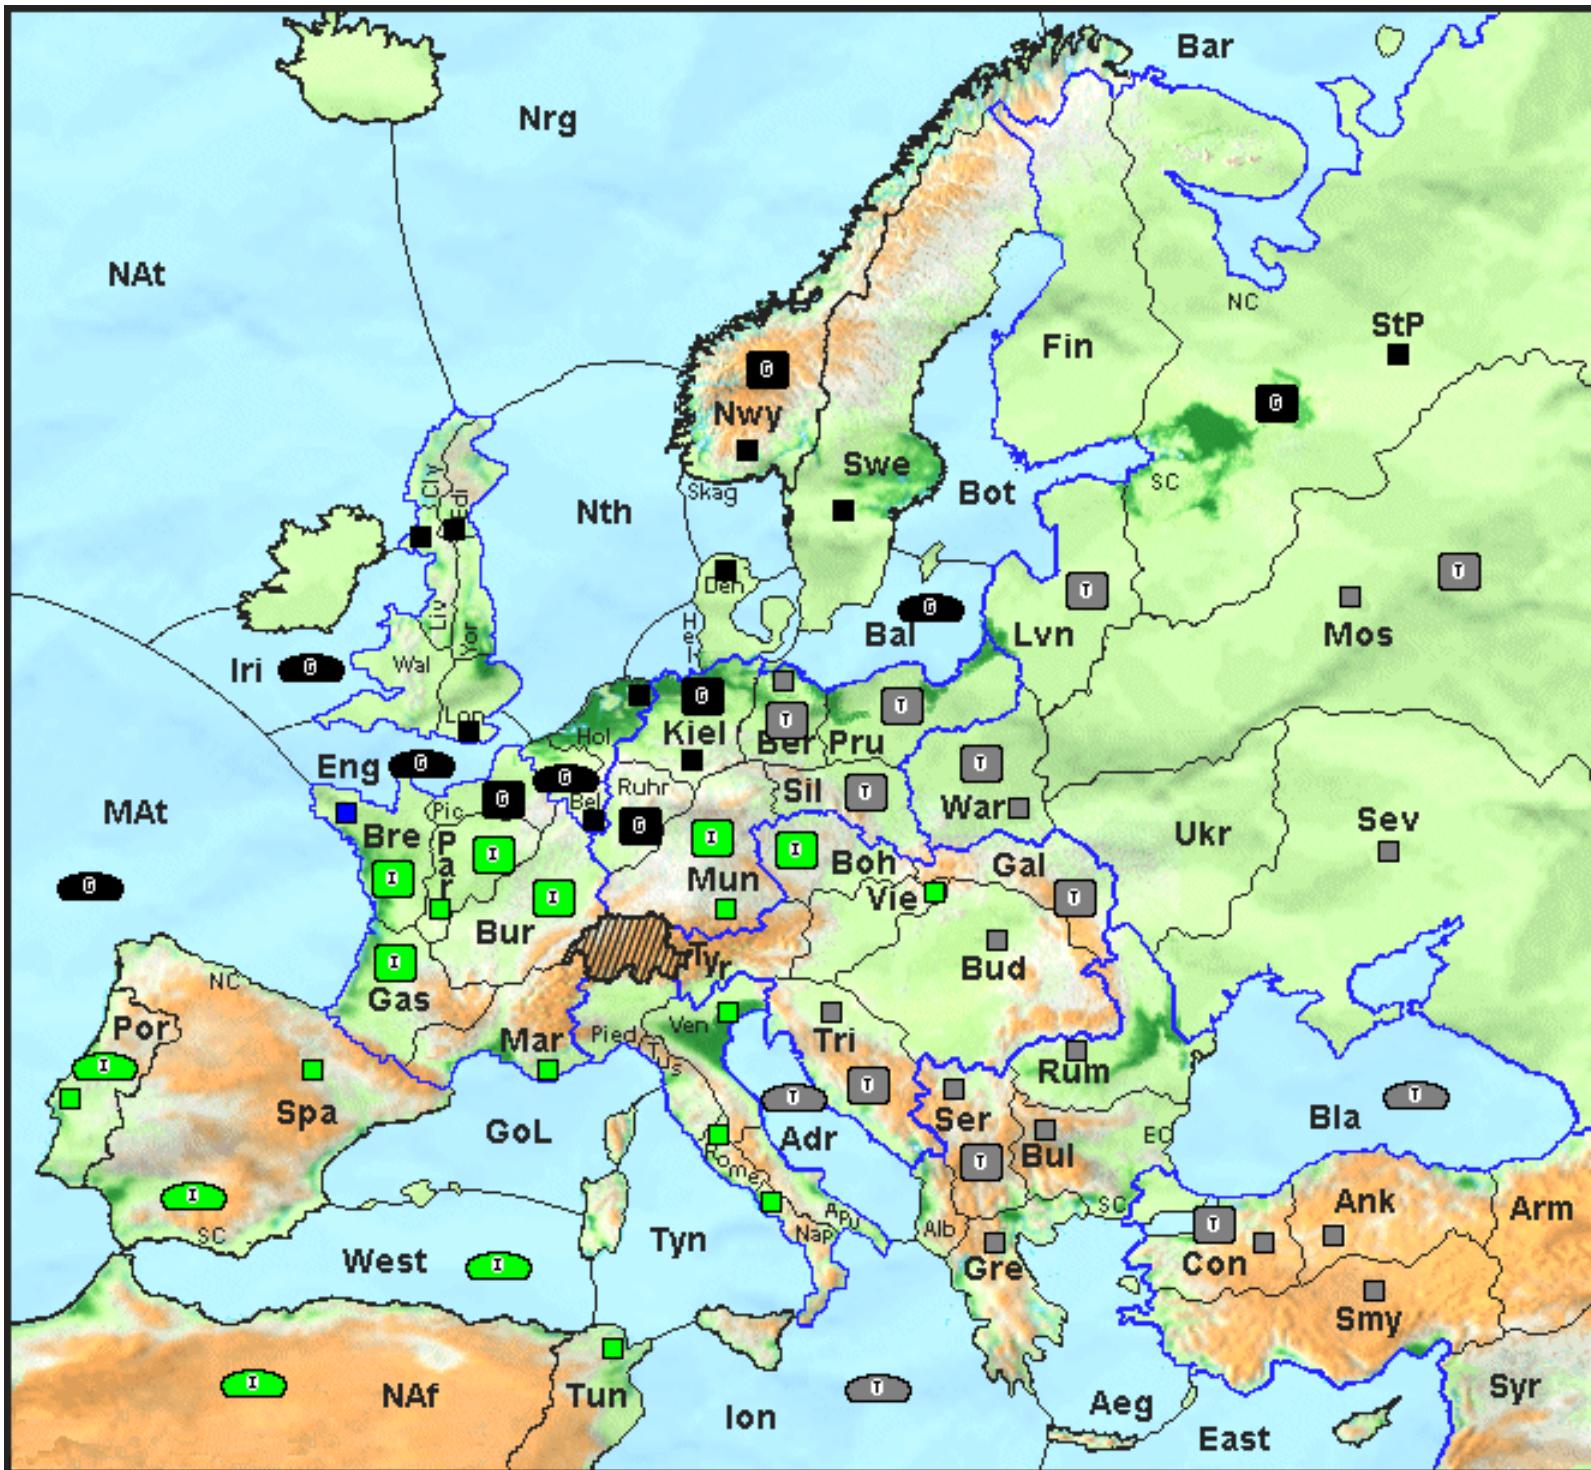 Bar
Nrg
NAt
NC
StP
Fin
G
Nwy
G
Swe
SC
Skag
Bot
Cly
Edi
Nth
Den
T
T
G
Hel
Bal
Lvn
Mos
Liv
Yor
Iri
G
Wal
G
T
T
Lon
Hol
Kiel
Ber
Pru
Eng
G
G
T
Ruhr
Sil
T
War
G
Bel
Pic
MAt
Bre
Par
G
I
I
I
Boh
Gal
Ukr
Sev
G
I
Mun
Vie
T
I
Bur
I
Gas
Tyr
Bud
NC
Por
Ven
Mar
Pied
Tus
Tri
Rum
I
T
T
T
Spa
GoL
Ser
Adr
Bla
Bul
EC
Rome
T
I
SC
Apu
Nap
Alb
SC
Ank
Arm
T
West
I
Tyn
Gre
Con
Smy
I
NAf
Tun
T
Ion
Aeg
East
Syr